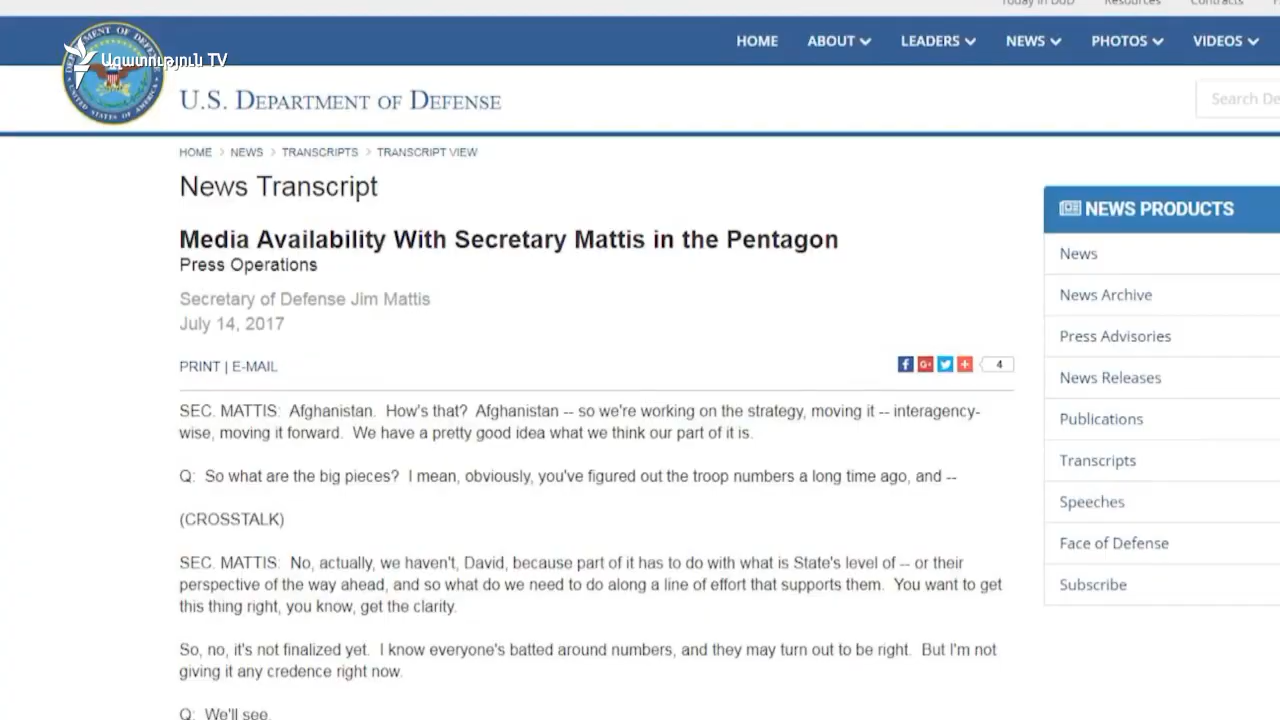 Today in DoD Resources Contracts
HOME ABOUT LEADERS NEWS PHOTOS VIDEOS
Ազատություն TV
U.S. DEPARTMENT OF DEFENSE
Search De
HOME > NEWS > TRANSCRIPTS > TRANSCRIPT VIEW
News Transcript
Media Availability With Secretary Mattis in the Pentagon
Press Operations
Secretary of Defense Jim Mattis
July 14, 2017
PRINT | E-MAIL
4
SEC. MATTIS: Afghanistan. How's that? Afghanistan -- so we're working on the strategy, moving it -- interagency-
wise, moving it forward. We have a pretty good idea what we think our part of it is.
Q: So what are the big pieces? I mean, obviously, you've figured out the troop numbers a long time ago, and --
(CROSSTALK)
SEC. MATTIS: No, actually, we haven't, David, because part of it has to do with what is State's level of -- or their
perspective of the way ahead, and so what do we need to do along a line of effort that supports them. You want to get
this thing right, you know, get the clarity.
So, no, it's not finalized yet. I know everyone's batted around numbers, and they may turn out to be right. But I'm not
giving it any credence right now.
Q: We'll see.
NEWS PRODUCTS
News
News Archive
Press Advisories
News Releases
Publications
Transcripts
Speeches
Face of Defense
Subscribe